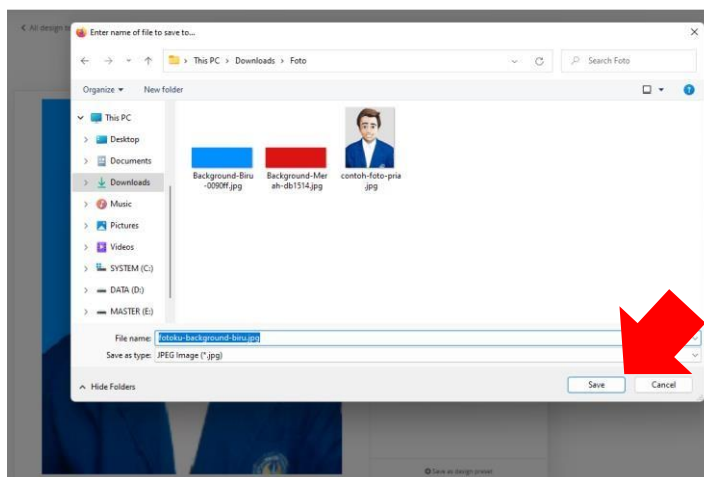 All design
Enter name of file to save to...
This PC > Downloads > Foto
Search Foto
Organize
New folder
This PC
Desktop
Documents
Downloads
Music
Pictures
Videos
SYSTEM (C:)
DATA (D:)
MASTER (E:)
Background-Biru
-0090ff.jpg
Background-Mer
ah-db1514.jpg
contoh-foto-pria
.jpg
File name: fotoku-background-biru.jpg
Save as type: JPEG Image (*.jpg)
Hide Folders
Save
Cancel
Save as design preset